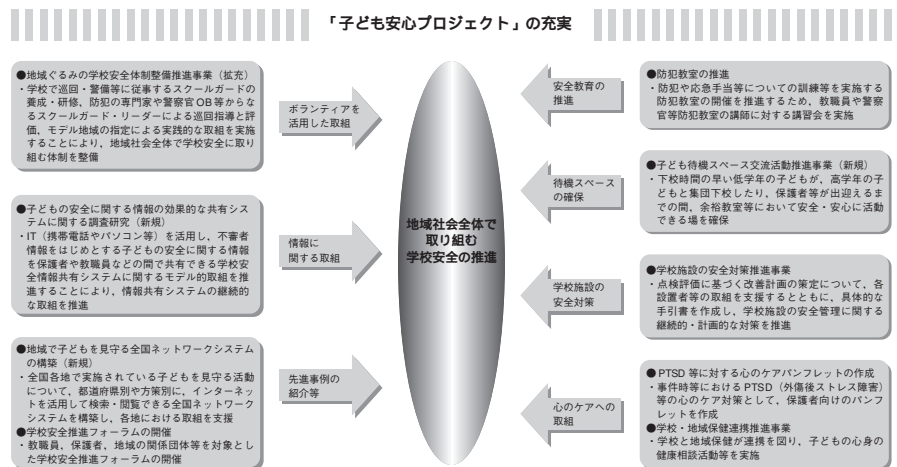 「子ども安心プロジェクト」の充実
●地域ぐるみの学校安全体制整備推進事業（拡充）
・学校で巡回・警備等に従事するスクールガードの
養成・研修、防犯の専門家や警察官OB等からな
るスクールガード・リーダーによる巡回指導と評
価、モデル地域の指定による実践的な取組を実施
することにより、地域社会全体で学校安全に取り
組む体制を整備
●子どもの安全に関する情報の効果的な共有シス
テムに関する調査研究（新規）
・IT（携帯電話やパソコン等）を活用し、不審者
情報をはじめとする子どもの安全に関する情報
を保護者や教職員などの間で共有できる学校安
全情報共有システムに関するモデル的取組を推
進することにより、情報共有システムの継続的
な取組を推進
●地域で子どもを見守る全国ネットワークシステム
の構築（新規）
・全国各地で実施されている子どもを見守る活動
について、都道府県別や方策別に、インターネッ
トを活用して検索・閲覧できる全国ネットワーク
システムを構築し、各地における取組を支援
●学校安全推進フォーラムの開催
・教職員、保護者、地域の関係団体等を対象とし
た学校安全推進フォーラムの開催
ボランティアを
活用した取組
情報に
関する取組
先進事例の
紹介等
地域社会全体で
取り組む
学校安全の推進
安全教育の
推進
待機スペース
の確保
学校施設の
安全対策
心のケアへの
取組
●防犯教室の推進
・防犯や応急手当等についての訓練等を実施する
防犯教室の開催を推進するため、教職員や警察
官等防犯教室の講師に対する講習会を実施
●子ども待機スペース交流活動推進事業（新規）
・下校時間の早い低学年の子どもが、高学年の子
どもと集団下校したり、保護者等が出迎えるま
での間、余裕教室等において安全・安心に活動
できる場を確保
●学校施設の安全対策推進事業
・点検評価に基づく改善計画の策定について、各
設置者等の取組を支援するとともに、具体的な
手引書を作成し、学校施設の安全管理に関する
継続的・計画的な対策を推進
●PTSD等に対する心のケアパンフレットの作成
・事件時等におけるPTSD（外傷後ストレス障害）
等の心のケア対策として、保護者向けのパンフ
レットを作成
●学校・地域保健連携推進事業
・学校と地域保健が連携を図り、子どもの心身の
健康相談活動等を実施